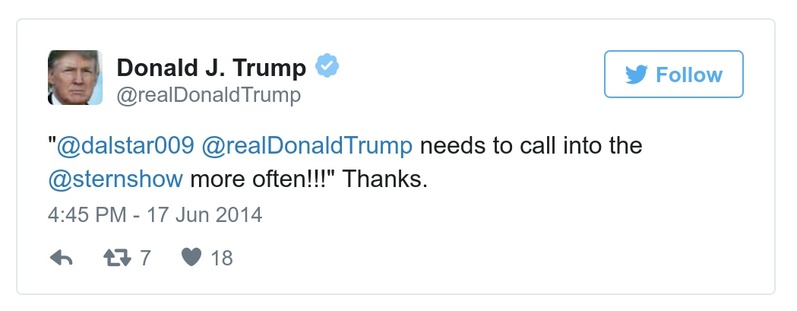 Donald J. Trump
@realDonaldTrump
Follow
"@dalstar009 @realDonaldTrump needs to call into the
@sternshow more often!!!" Thanks.
4:45 PM - 17 Jun 2014
7 18